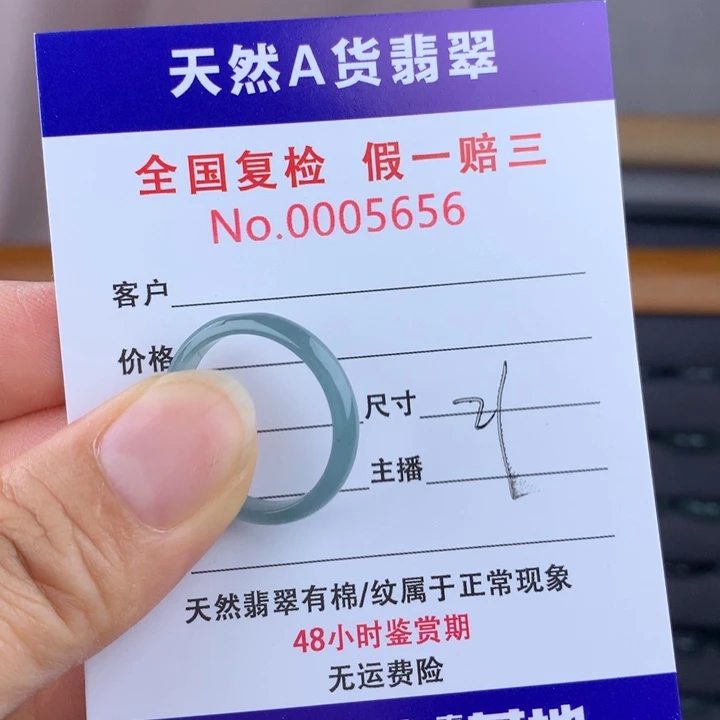 天然A货翡翠
全国复检 假一赔三
No.0005656
客户
价格
尺寸 21
主播
天然翡翠有棉/纹属于正常现象
48小时鉴赏期
无运费险